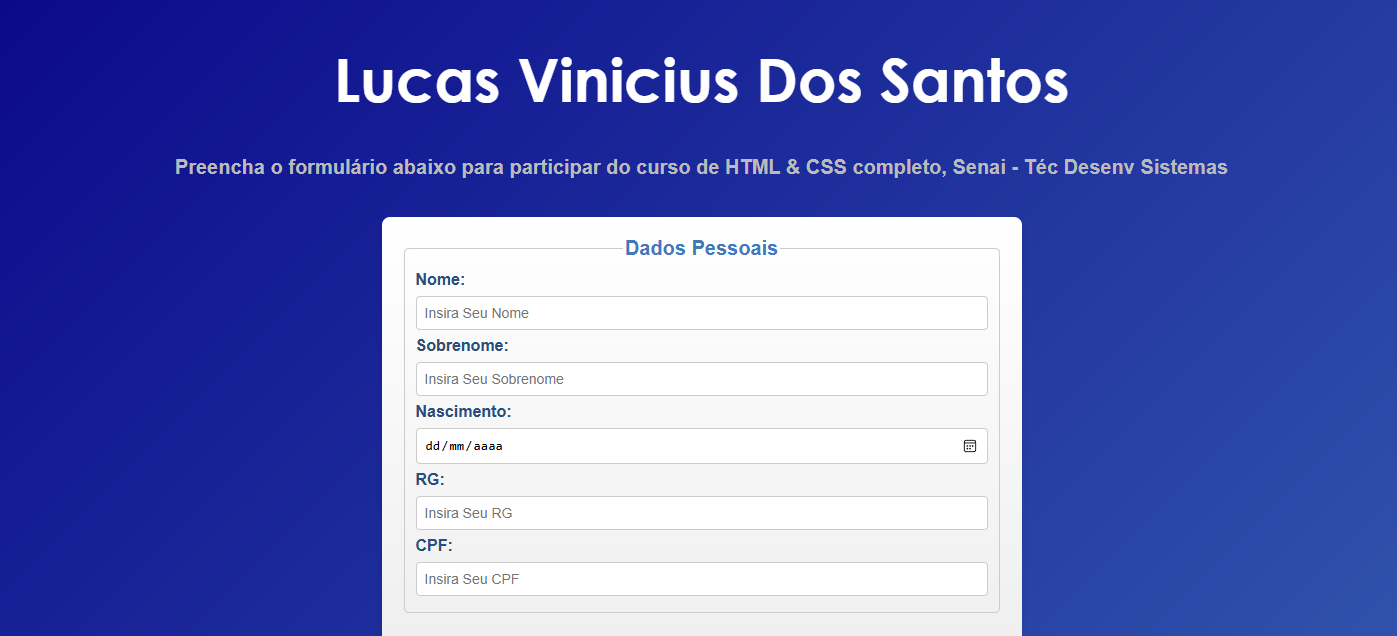 Lucas Vinicius Dos Santos
Preencha o formulário abaixo para participar do curso de HTML & CSS completo, Senai - Téc Desenv Sistemas
Dados Pessoais
Nome:
Insira Seu Nome
Sobrenome:
Insira Seu Sobrenome
Nascimento:
dd/mm/aaaa
RG:
Insira Seu RG
CPF:
Insira Seu CPF